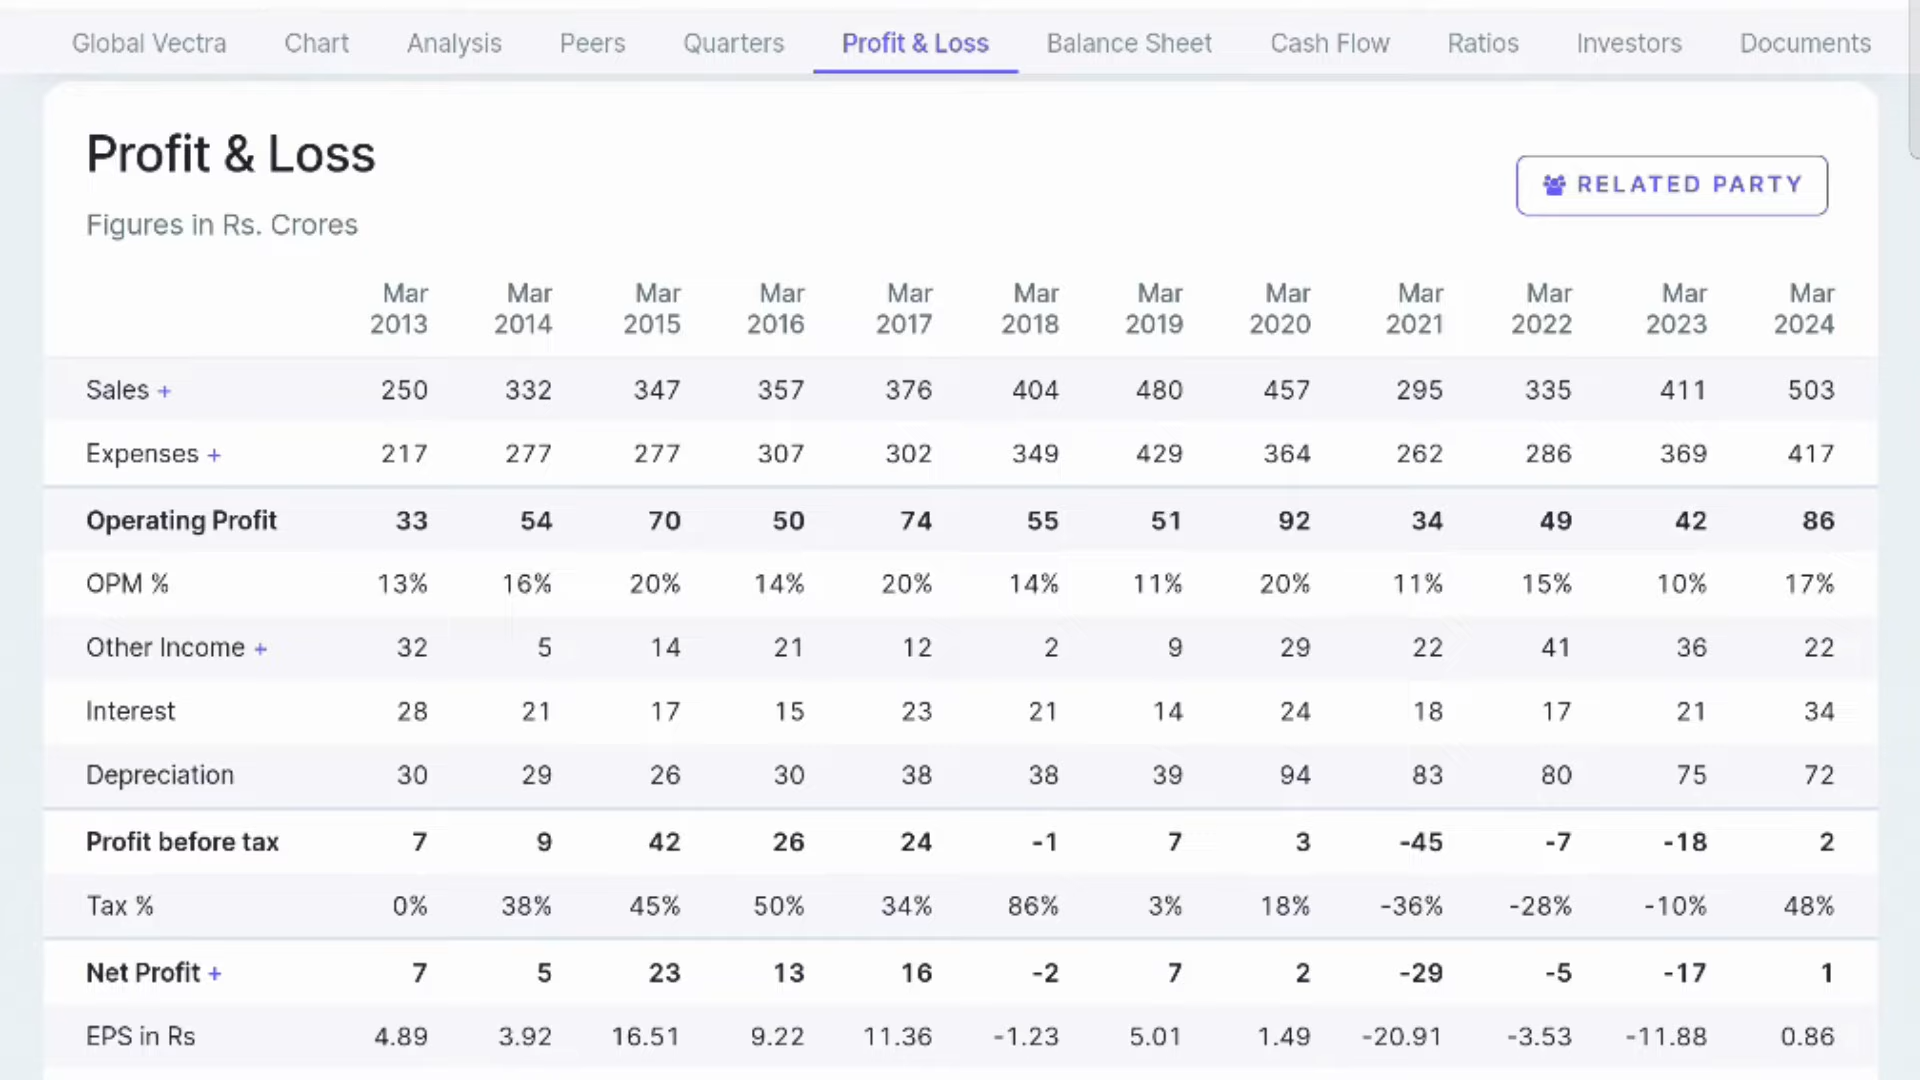 Global Vectra Chart Analysis Peers Quarters Profit & Loss Balance Sheet Cash Flow Ratios Investors Documents
Profit & Loss
RELATED PARTY
Figures in Rs. Crores
Mar 2013 Mar 2014 Mar 2015 Mar 2016 Mar 2017 Mar 2018 Mar 2019 Mar 2020 Mar 2021 Mar 2022 Mar 2023 Mar 2024
Sales + 250 332 347 357 376 404 480 457 295 335 411 503
Expenses + 217 277 277 307 302 349 429 364 262 286 369 417
Operating Profit 33 54 70 50 74 55 51 92 34 49 42 86
OPM % 13% 16% 20% 14% 20% 14% 11% 20% 11% 15% 10% 17%
Other Income + 32 5 14 21 12 2 9 29 22 41 36 22
Interest 28 21 17 15 23 21 14 24 18 17 21 34
Depreciation 30 29 26 30 38 38 39 94 83 80 75 72
Profit before tax 7 9 42 26 24 -1 7 3 -45 -7 -18 2
Tax % 0% 38% 45% 50% 34% 86% 3% 18% -36% -28% -10% 48%
Net Profit + 7 5 23 13 16 -2 7 2 -29 -5 -17 1
EPS in Rs 4.89 3.92 16.51 9.22 11.36 -1.23 5.01 1.49 -20.91 -3.53 -11.88 0.86